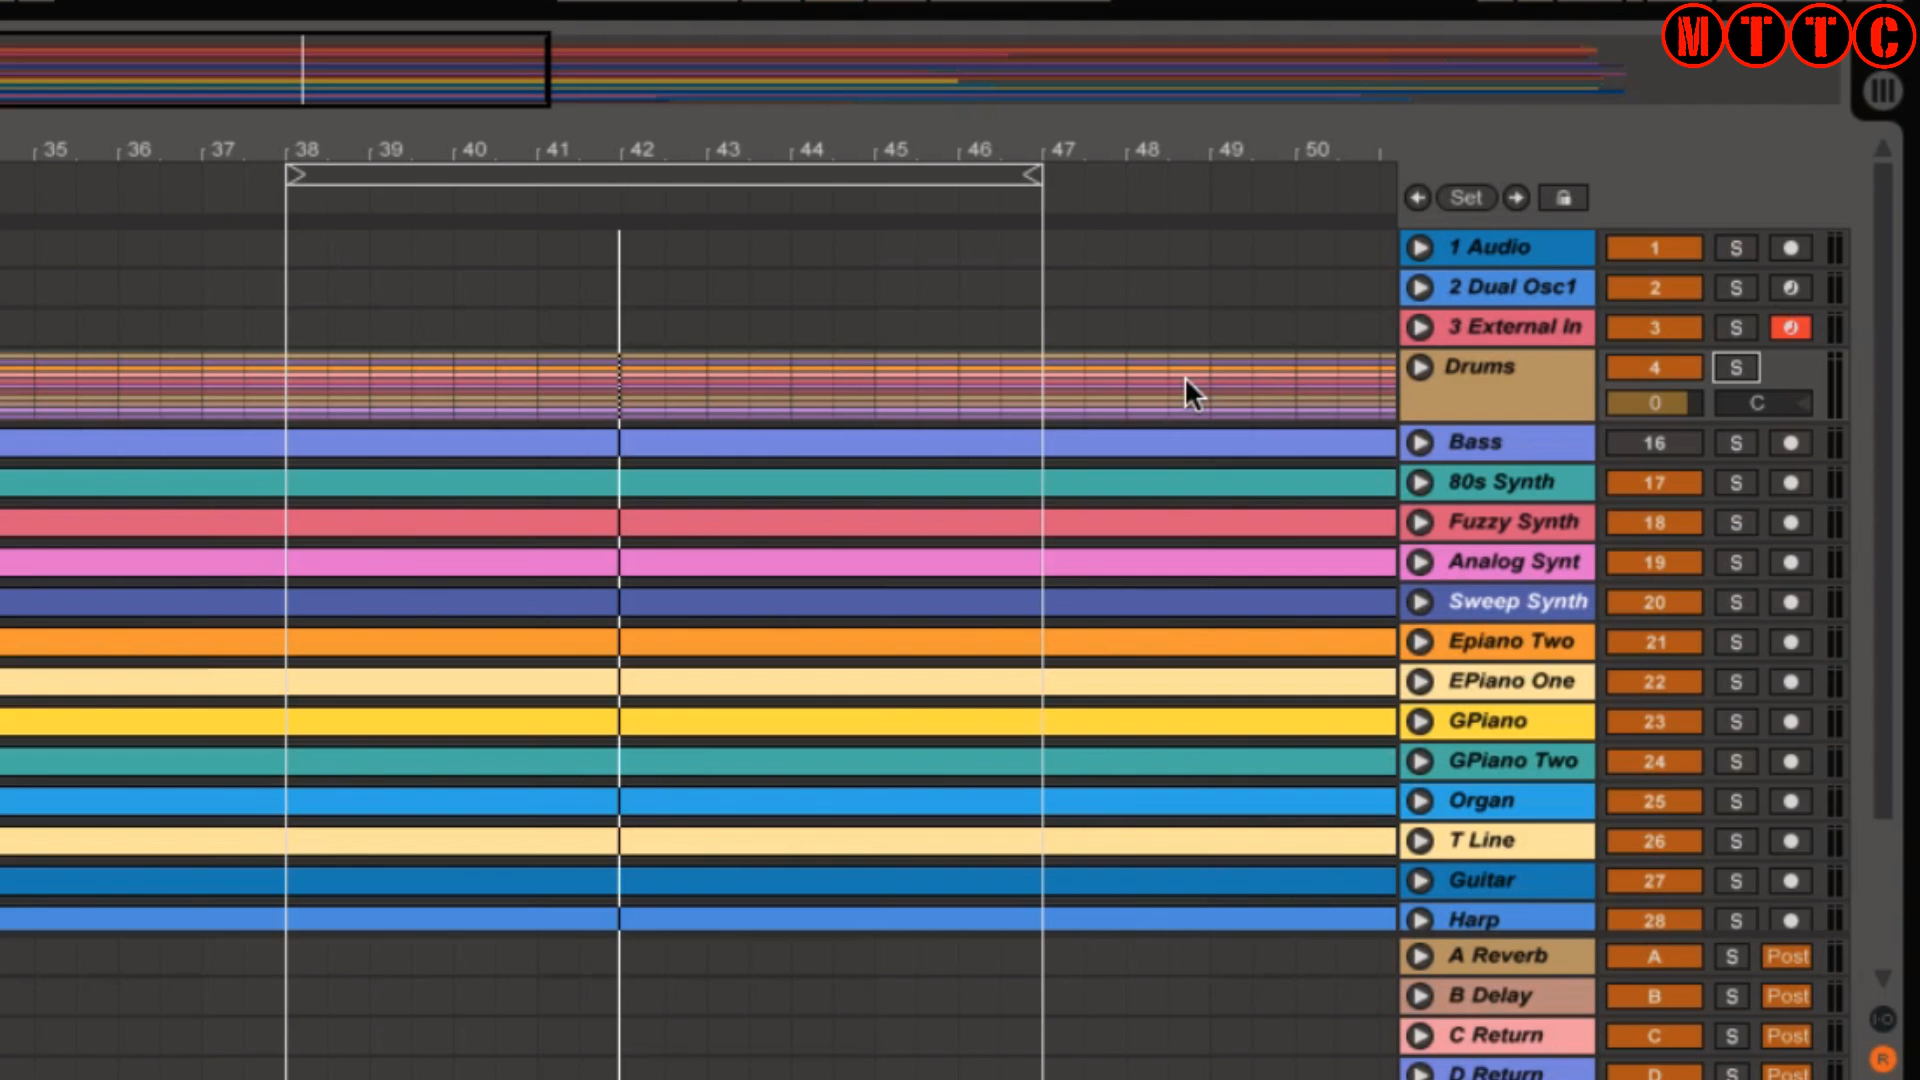 MTTC
35 36 37 38 39 40 41 42 43 44 45 46 47 48 49 50
Set
1 Audio 1 S
2 Dual Osc1 2 S
3 External In 3 S
Drums 4 S
0 C
Bass 16 S
80s Synth 17 S
Fuzzy Synth 18 S
Analog Synt 19 S
Sweep Synth 20 S
Epiano Two 21 S
EPiano One 22 S
GPiano 23 S
GPiano Two 24 S
Organ 25 S
T Line 26 S
Guitar 27 S
Harp 28 S
A Reverb A S Post
B Delay B S Post
C Return C S Post
I·O
D Return D S Post
R